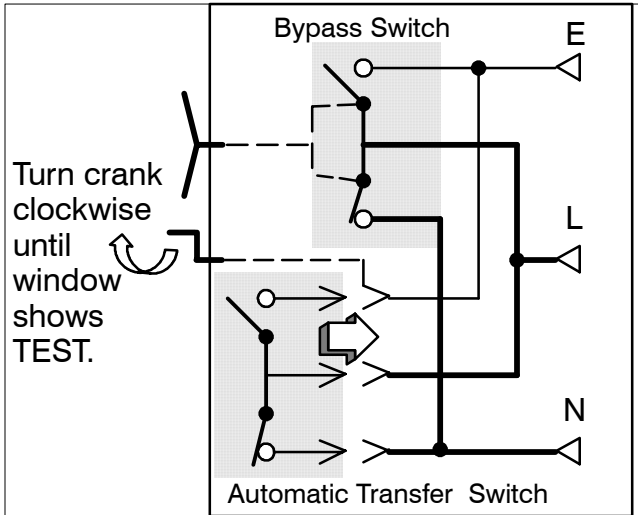 Bypass Switch
E
Turn crank
clockwise
until
window
shows
TEST.
L
N
Automatic Transfer Switch